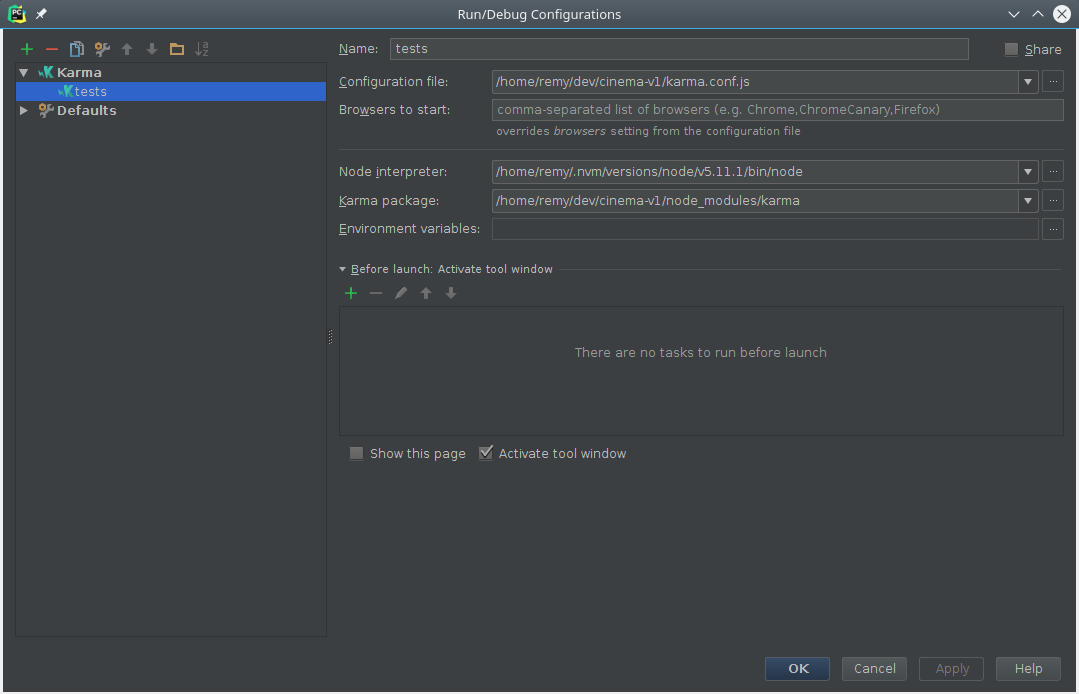 Run/Debug Configurations
Karma
tests
Defaults
Name: tests Share
Configuration file: /home/remy/dev/cinema-v1/karma.conf.js ...
Browsers to start: comma-separated list of browsers (e.g. Chrome,ChromeCanary,Firefox)
overrides browsers setting from the configuration file
Node interpreter: /home/remy/.nvm/versions/node/v5.11.1/bin/node ...
Karma package: /home/remy/dev/cinema-v1/node_modules/karma ...
Environment variables: ...
Before launch: Activate tool window
There are no tasks to run before launch
Show this page Activate tool window
OK Cancel Apply Help